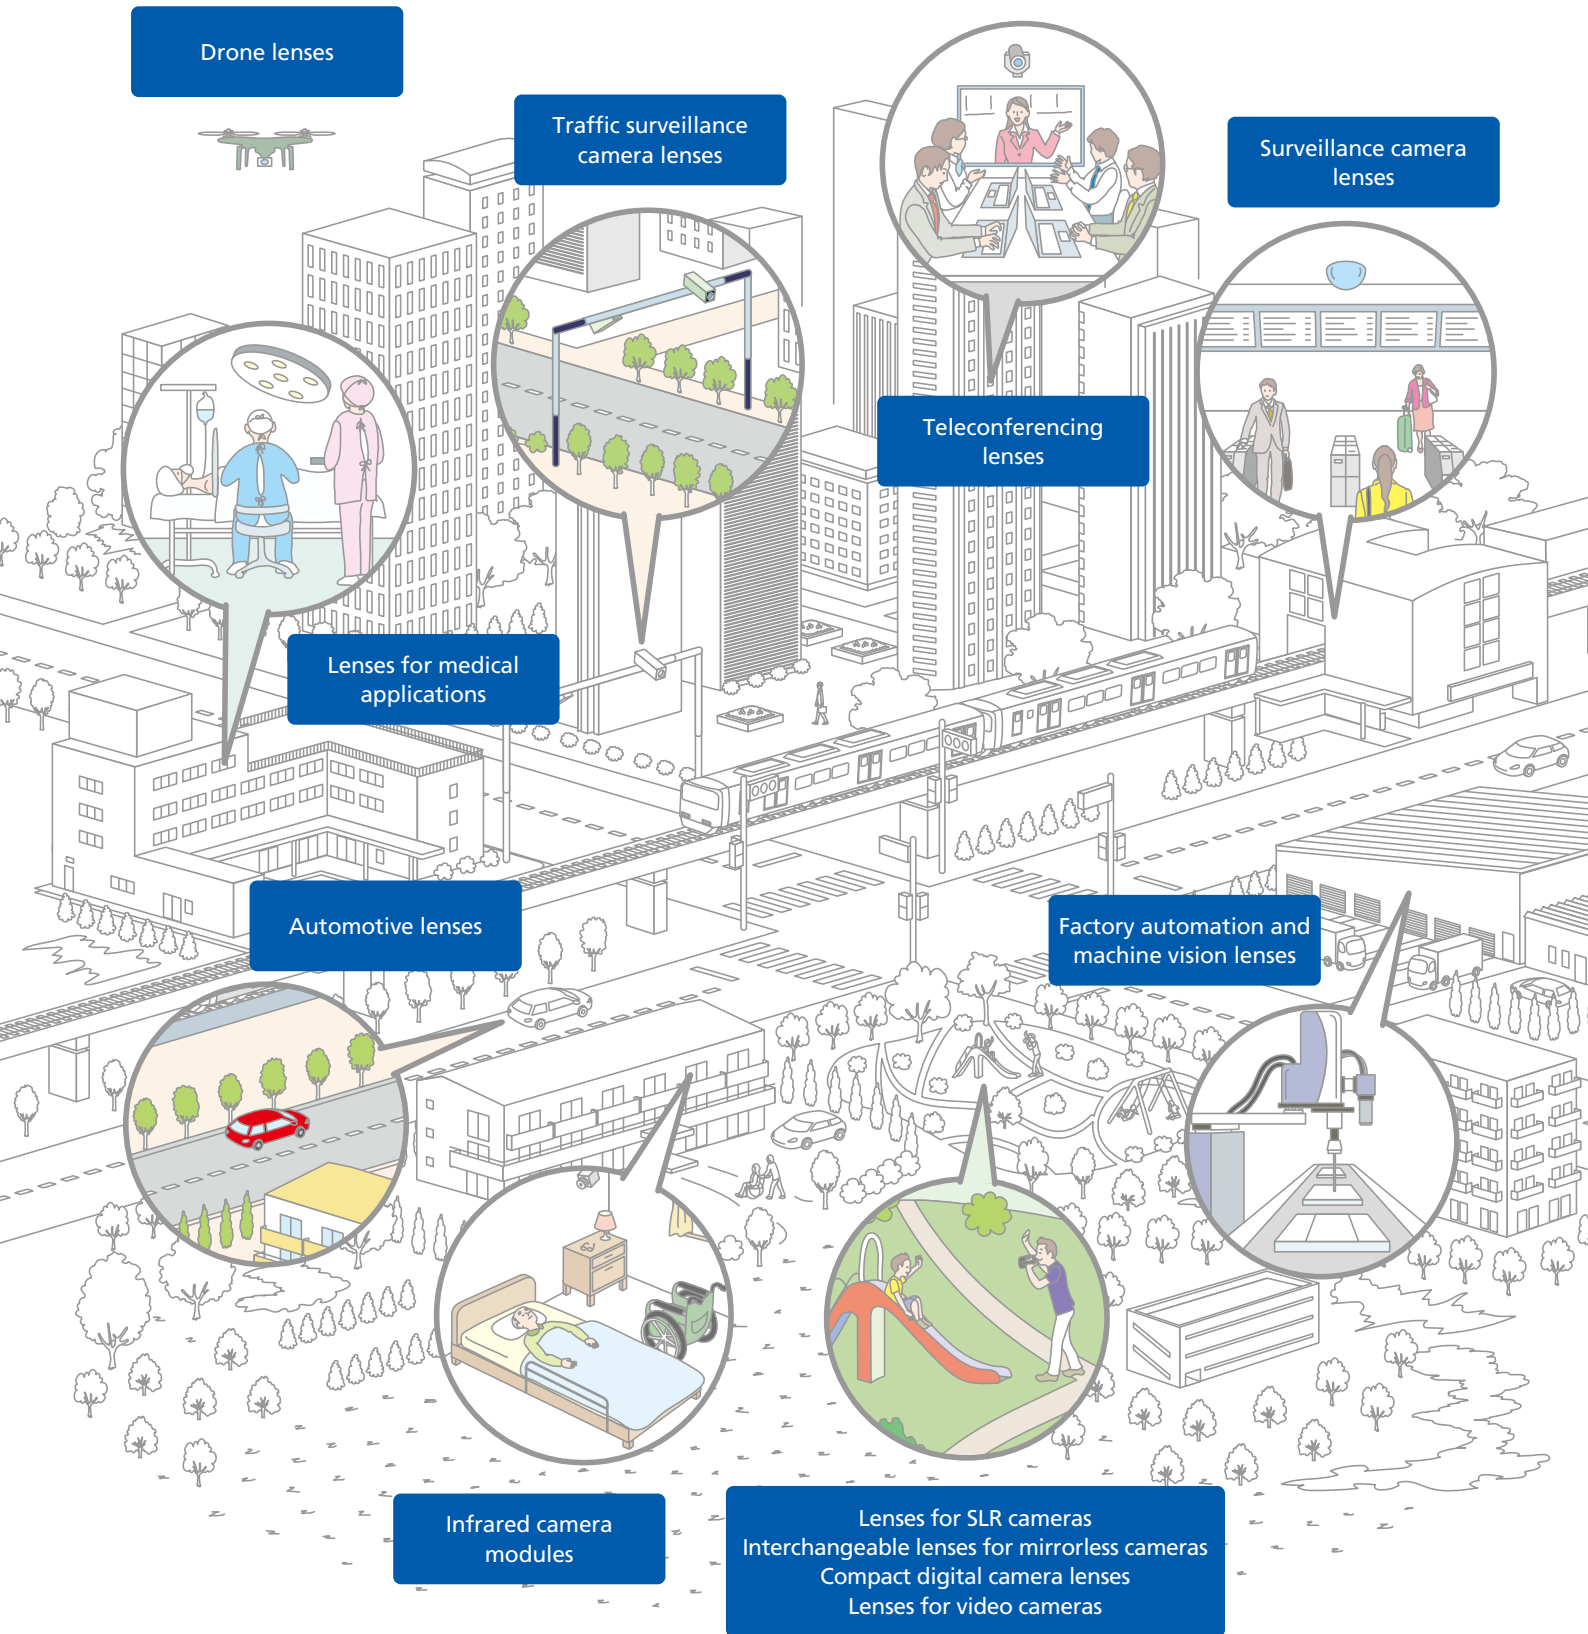 Drone lenses
Traffic surveillance
camera lenses
Surveillance camera
lenses
Teleconferencing
lenses
Lenses for medical
applications
Automotive lenses
Factory automation and
machine vision lenses
Infrared camera
modules
Lenses for SLR cameras
Interchangeable lenses for mirrorless cameras
Compact digital camera lenses
Lenses for video cameras